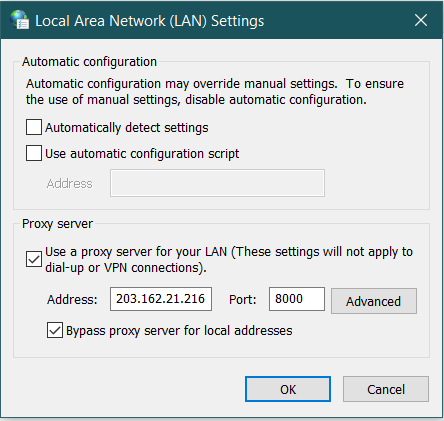 Local Area Network (LAN) Settings
Automatic configuration
Automatic configuration may override manual settings.  To ensure
the use of manual settings, disable automatic configuration.
Automatically detect settings
Use automatic configuration script
Address
Proxy server
Use a proxy server for your LAN (These settings will not apply to
dial-up or VPN connections).
Address: 203.162.21.216 Port: 8000 Advanced
Bypass proxy server for local addresses
OK Cancel